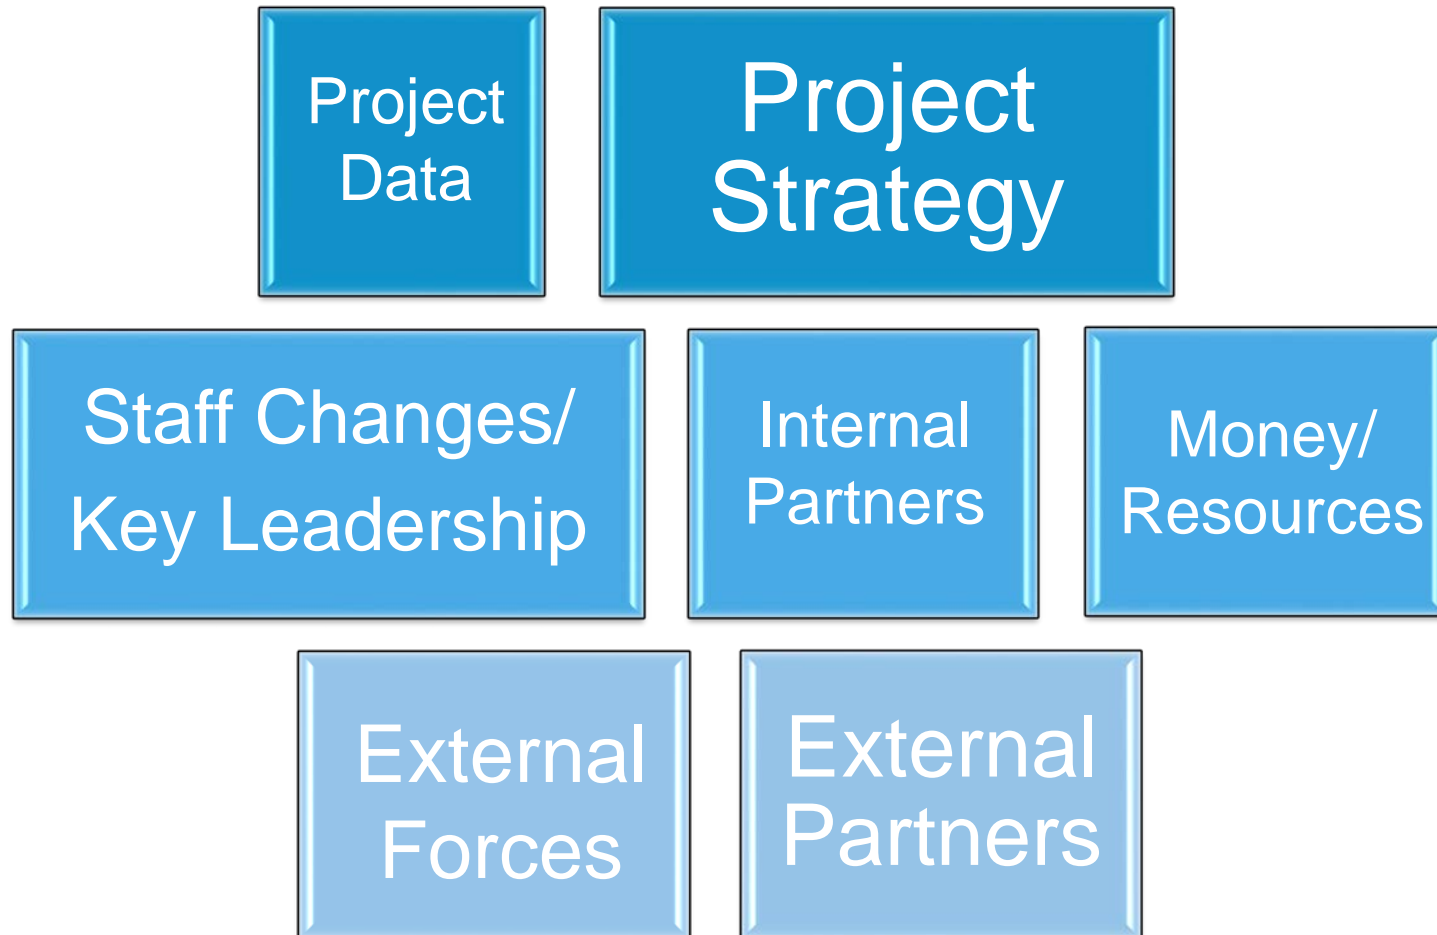 Project
Data
Project
Strategy
Staff Changes/
Key Leadership
Internal
Partners
Money/
Resources
External
Forces
External
Partners